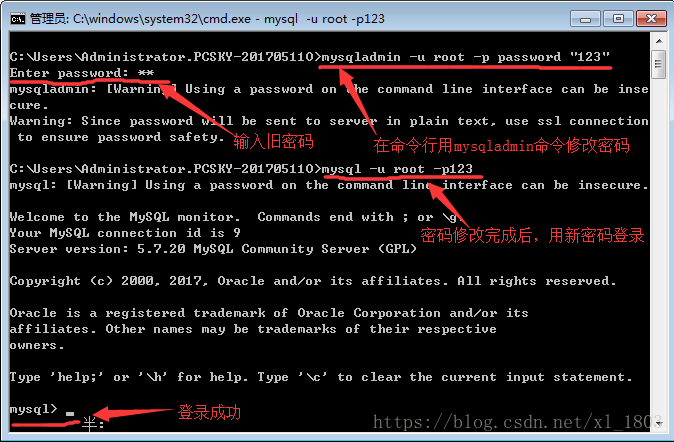 管理员: C:\windows\system32\cmd.exe - mysql -u root -p123
C:\Users\Administrator.PCSKY-201705110>mysqladmin -u root -p password "123"
Enter password: **
mysqladmin: [Warning] Using a password on the command line interface can be inse
cure.
Warning: Since password will be sent to server in plain text, use ssl connection
to ensure password safety.
输入旧密码
在命令行用mysqladmin命令修改密码
C:\Users\Administrator.PCSKY-201705110>mysql -u root -p123
mysql: [Warning] Using a password on the command line interface can be insecure.
Welcome to the MySQL monitor.  Commands end with ; or \g.
Your MySQL connection id is 9
密码修改完成后，用新密码登录
Server version: 5.7.20 MySQL Community Server (GPL)
Copyright (c) 2000, 2017, Oracle and/or its affiliates. All rights reserved.
Oracle is a registered trademark of Oracle Corporation and/or its
affiliates. Other names may be trademarks of their respective
owners.
Type 'help;' or '\h' for help. Type '\c' to clear the current input statement.
mysql> _
登录成功
半:
https://blog.csdn.net/xl_1803